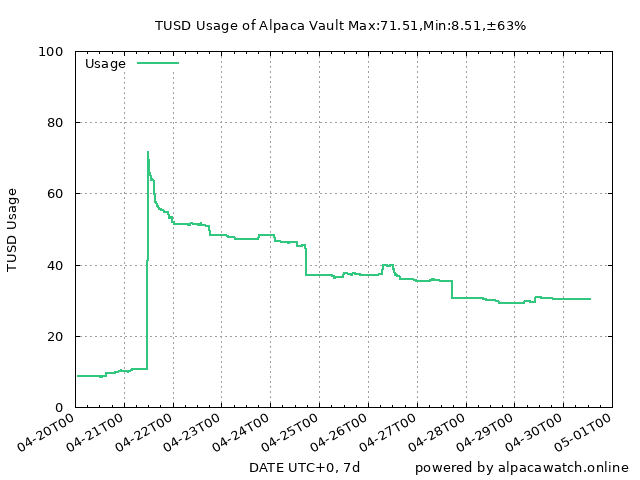 TUSD Usage of Alpaca Vault Max:71.51,Min:8.51,±63%
Usage
TUSD Usage
100
80
60
40
20
0
04-20T00
04-21T00
04-22T00
04-23T00
04-24T00
04-25T00
04-26T00
04-27T00
04-28T00
04-29T00
04-30T00
05-01T00
DATE UTC+0, 7d
powered by alpacawatch.online